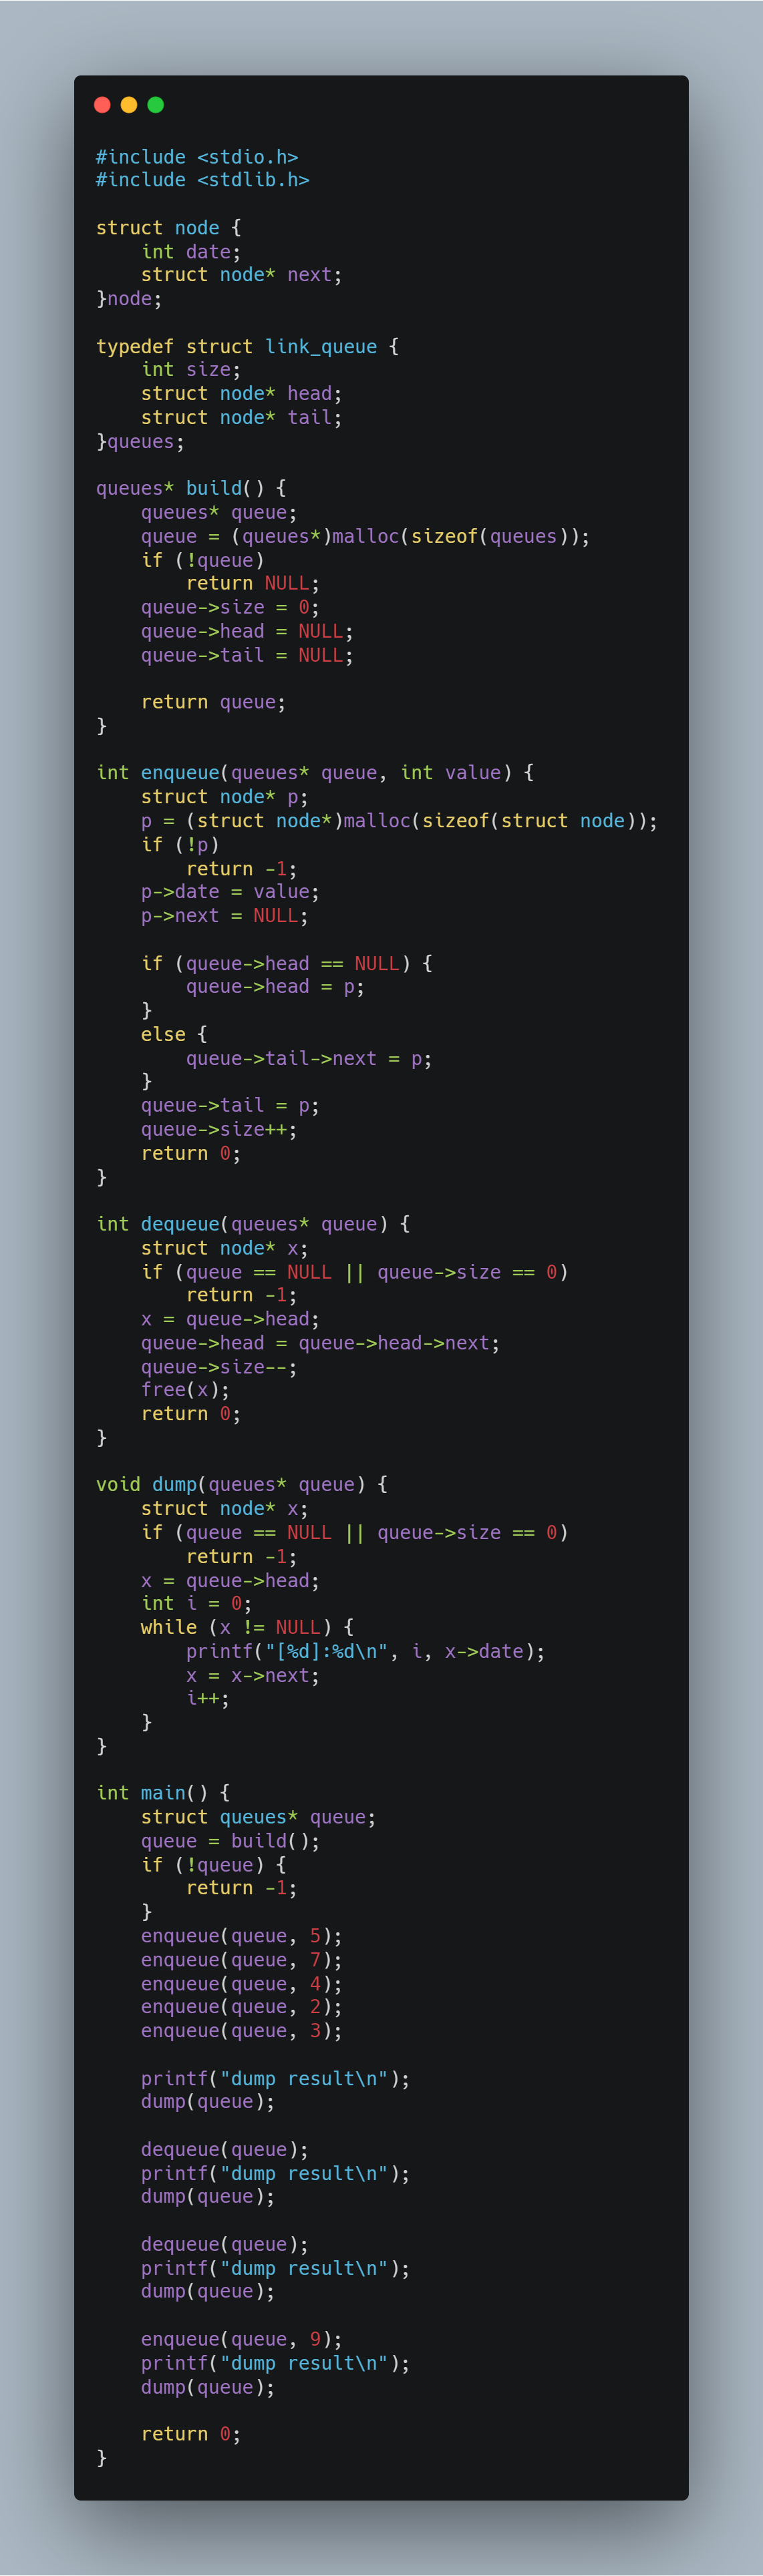 #include <stdio.h>
#include <stdlib.h>

struct node {
    int date;
    struct node* next;
}node;

typedef struct link_queue {
    int size;
    struct node* head;
    struct node* tail;
}queues;

queues* build() {
    queues* queue;
    queue = (queues*)malloc(sizeof(queues));
    if (!queue)
        return NULL;
    queue->size = 0;
    queue->head = NULL;
    queue->tail = NULL;

    return queue;
}

int enqueue(queues* queue, int value) {
    struct node* p;
    p = (struct node*)malloc(sizeof(struct node));
    if (!p)
        return -1;
    p->date = value;
    p->next = NULL;

    if (queue->head == NULL) {
        queue->head = p;
    }
    else {
        queue->tail->next = p;
    }
    queue->tail = p;
    queue->size++;
    return 0;
}

int dequeue(queues* queue) {
    struct node* x;
    if (queue == NULL || queue->size == 0)
        return -1;
    x = queue->head;
    queue->head = queue->head->next;
    queue->size--;
    free(x);
    return 0;
}

void dump(queues* queue) {
    struct node* x;
    if (queue == NULL || queue->size == 0)
        return -1;
    x = queue->head;
    int i = 0;
    while (x != NULL) {
        printf("[%d]:%d\n", i, x->date);
        x = x->next;
        i++;
    }
}

int main() {
    struct queues* queue;
    queue = build();
    if (!queue) {
        return -1;
    }
    enqueue(queue, 5);
    enqueue(queue, 7);
    enqueue(queue, 4);
    enqueue(queue, 2);
    enqueue(queue, 3);

    printf("dump result\n");
    dump(queue);

    dequeue(queue);
    printf("dump result\n");
    dump(queue);

    dequeue(queue);
    printf("dump result\n");
    dump(queue);

    enqueue(queue, 9);
    printf("dump result\n");
    dump(queue);

    return 0;
}